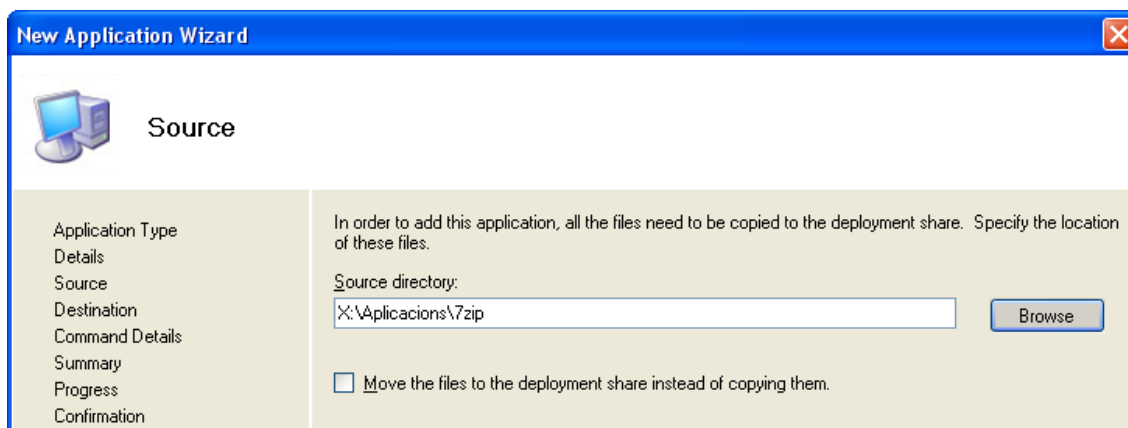 New Application Wizard
Source
Application Type
Details
Source
Destination
Command Details
Summary
Progress
Confirmation
In order to add this application, all the files need to be copied to the deployment share. Specify the location
of these files.
Source directory:
X:\Aplicacions\7zip
Browse
Move the files to the deployment share instead of copying them.